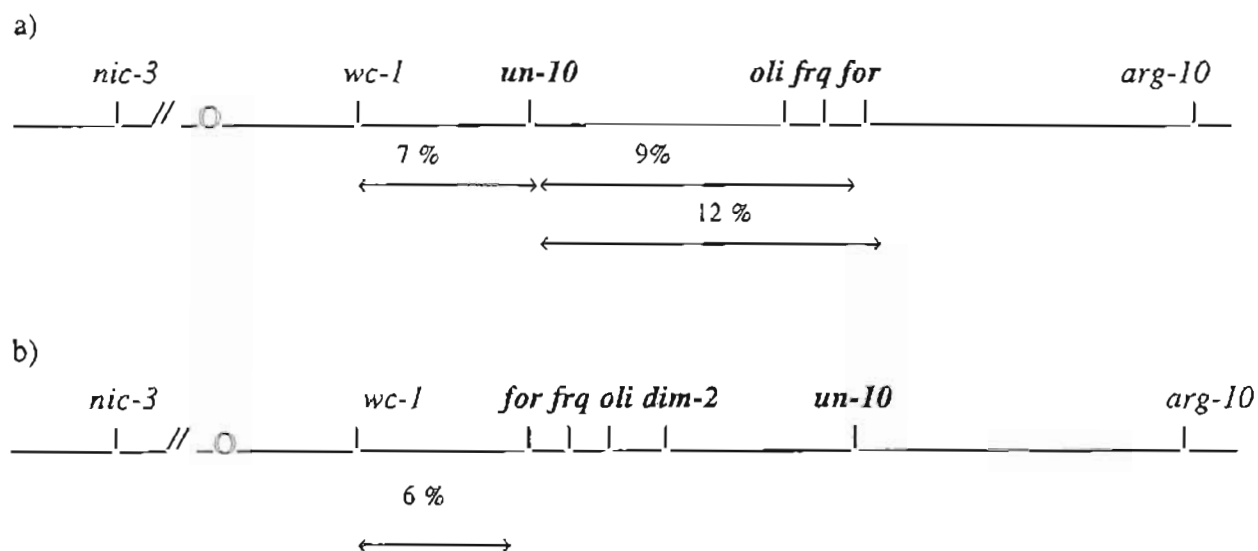 a)
nic-3 wc-1 un-10 oli frq for arg-10
7 % 9%
12 %
b)
nic-3 wc-1 for frq oli dim-2 un-10 arg-10
6 %